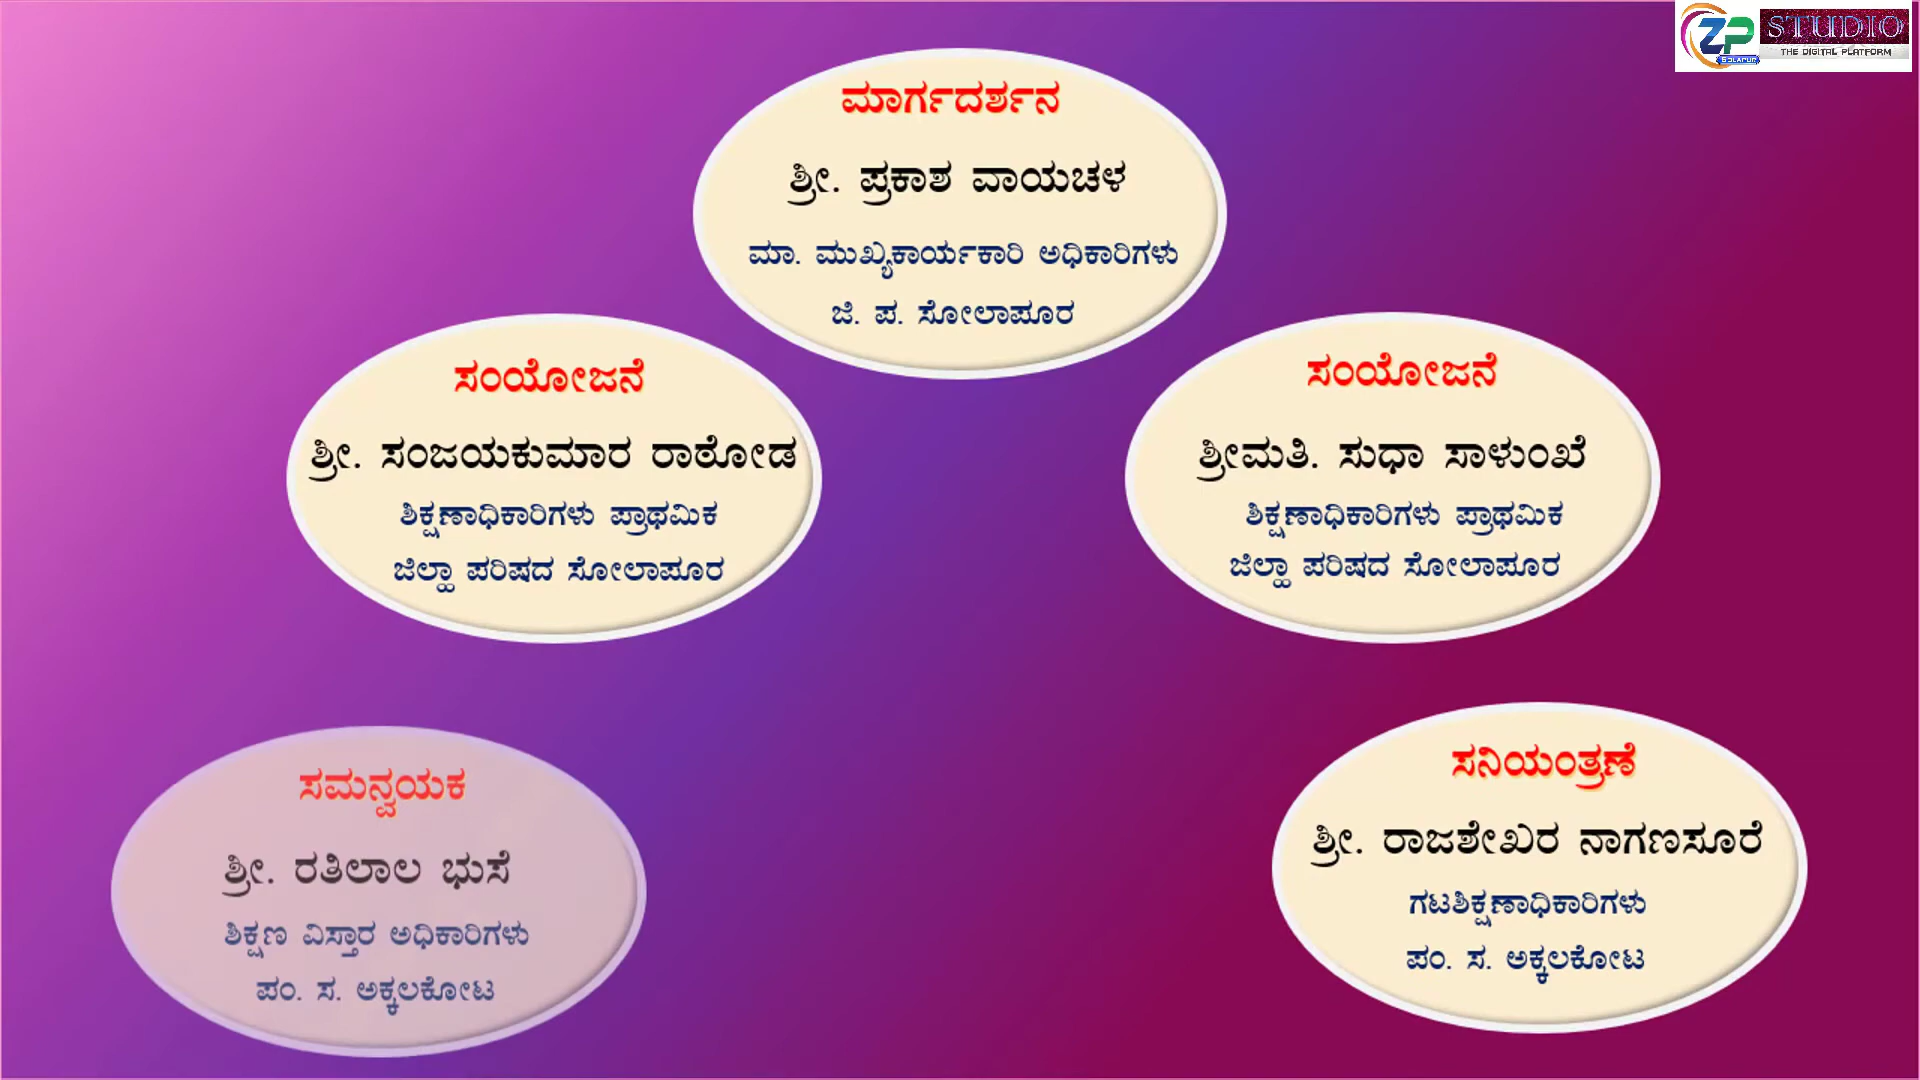 ZP STUDIO
SOLAPUR THE DIGITAL PLATFORM
ಮಾರ್ಗದರ್ಶನ
ಶ್ರೀ. ಪ್ರಕಾಶ ವಾಯಚಳ
ಮಾ. ಮುಖ್ಯಕಾರ್ಯಕಾರಿ ಅಧಿಕಾರಿಗಳು
ಜಿ. ಪ. ಸೋಲಾಪೂರ
ಸಂಯೋಜನೆ
ಶ್ರೀ. ಸಂಜಯಕುಮಾರ ರಾಠೋಡ
ಶಿಕ್ಷಣಾಧಿಕಾರಿಗಳು ಪ್ರಾಥಮಿಕ
ಜಿಲ್ಹಾ ಪರಿಷದ ಸೋಲಾಪೂರ
ಸಂಯೋಜನೆ
ಶ್ರೀಮತಿ. ಸುಧಾ ಸಾಳುಂಖೆ
ಶಿಕ್ಷಣಾಧಿಕಾರಿಗಳು ಪ್ರಾಥಮಿಕ
ಜಿಲ್ಹಾ ಪರಿಷದ ಸೋಲಾಪೂರ
ಸಮನ್ವಯಕ
ಶ್ರೀ. ರತಿಲಾಲ ಭುಸೆ
ಶಿಕ್ಷಣ ವಿಸ್ತಾರ ಅಧಿಕಾರಿಗಳು
ಪಂ. ಸ. ಅಕ್ಕಲಕೋಟ
ಸನಿಯಂತ್ರಣೆ
ಶ್ರೀ. ರಾಜಶೇಖರ ನಾಗಣಸೂರೆ
ಗಟಶಿಕ್ಷಣಾಧಿಕಾರಿಗಳು
ಪಂ. ಸ. ಅಕ್ಕಲಕೋಟ